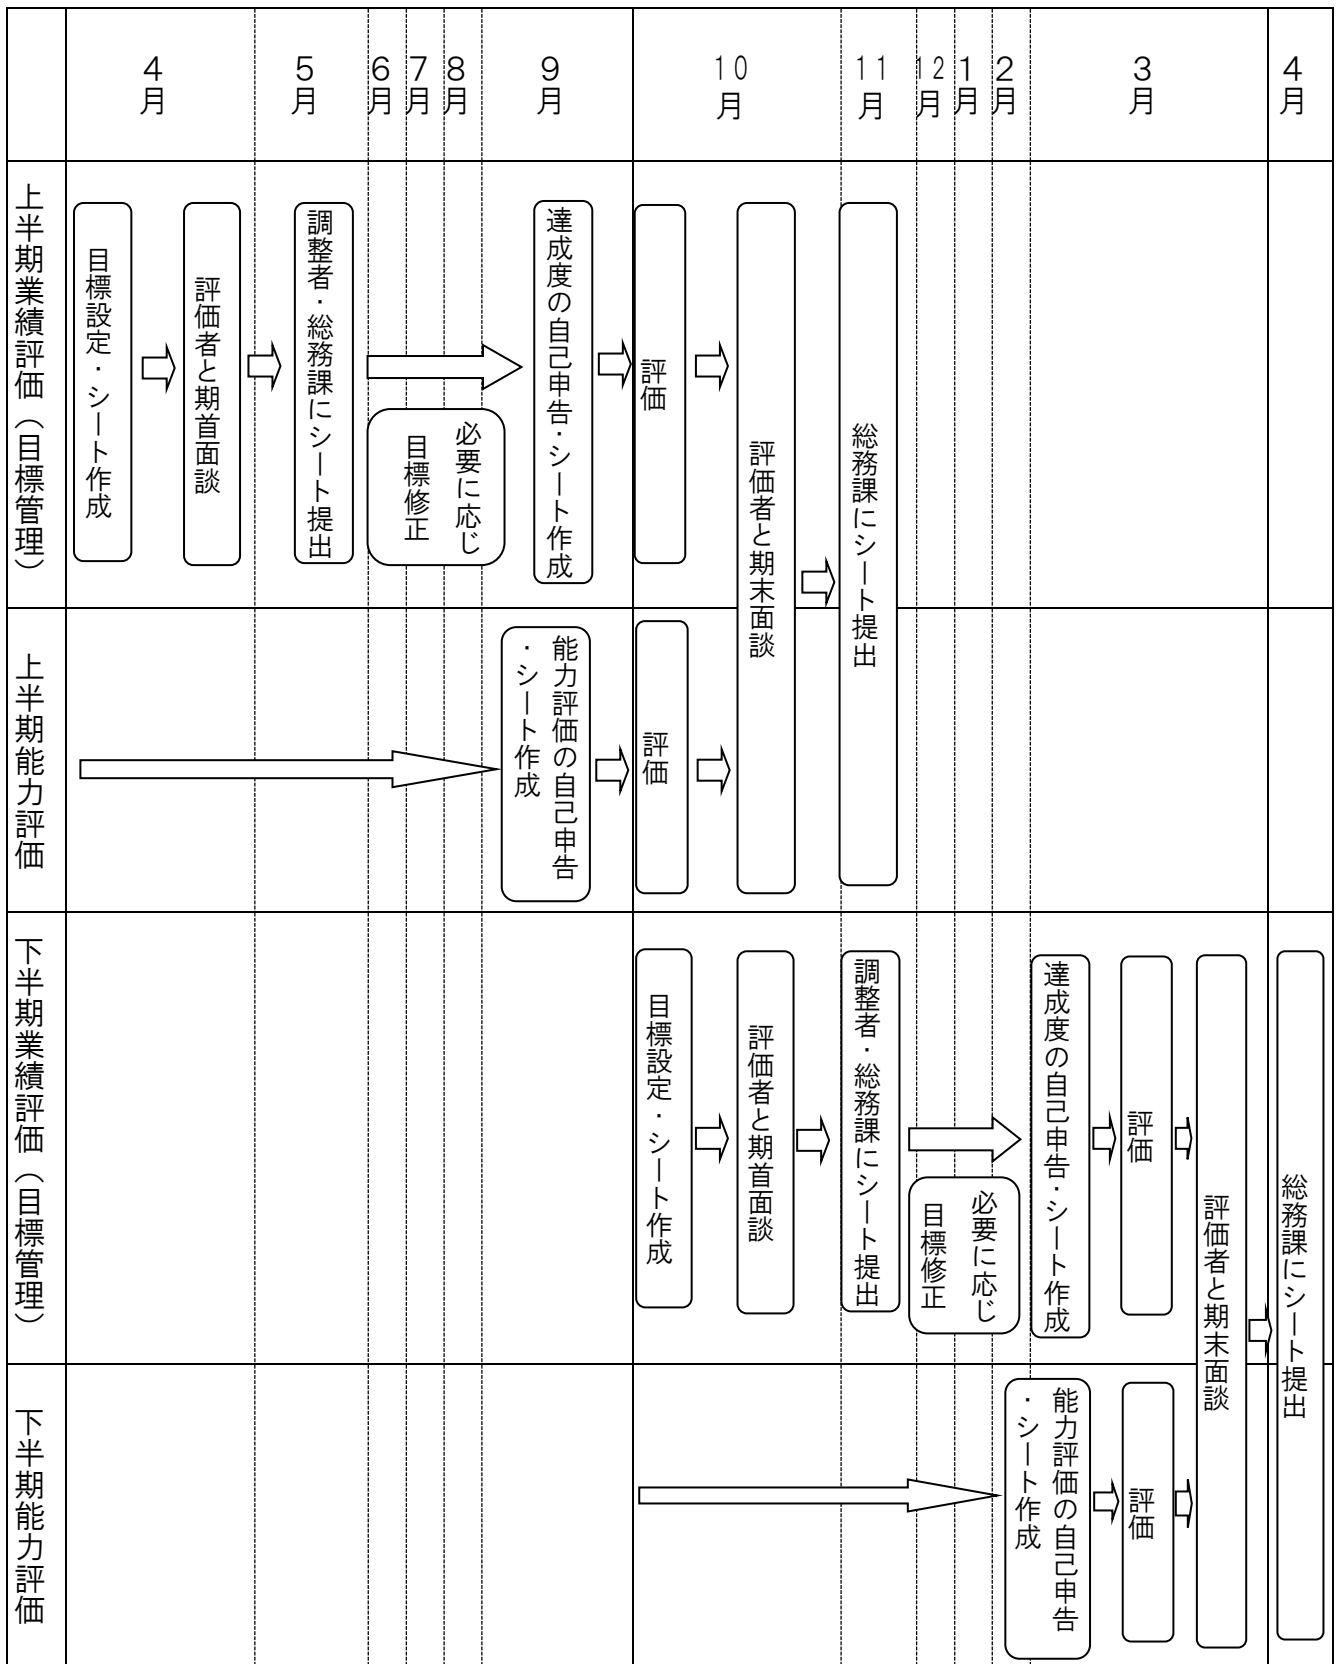 4月
5月
6月
7月
8月
9月
10月
11月
12月
1月
2月
3月
4月
上半期業績評価（目標管理）
目標設定・シート作成
評価者と期首面談
調整者・総務課にシート提出
必要に応じ
目標修正
達成度の自己申告・シート作成
評価
評価者と期末面談
総務課にシート提出
上半期能力評価
能力評価の自己申告
・シート作成
評価
下半期業績評価（目標管理）
目標設定・シート作成
評価者と期首面談
調整者・総務課にシート提出
必要に応じ
目標修正
達成度の自己申告・シート作成
評価
評価者と期末面談
総務課にシート提出
下半期能力評価
能力評価の自己申告
・シート作成
評価